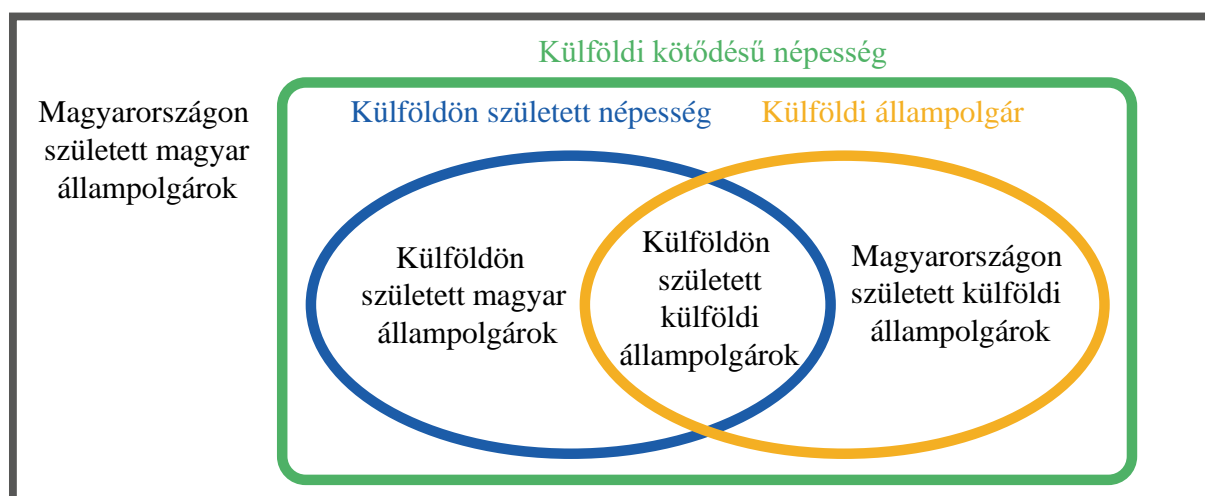 Külföldi kötődésű népesség
Magyarországon
született magyar
állampolgárok
Külföldön született népesség
Külföldi állampolgár
Külföldön
született magyar
állampolgárok
Külföldön
született
külföldi
állampolgárok
Magyarországon
született külföldi
állampolgárok